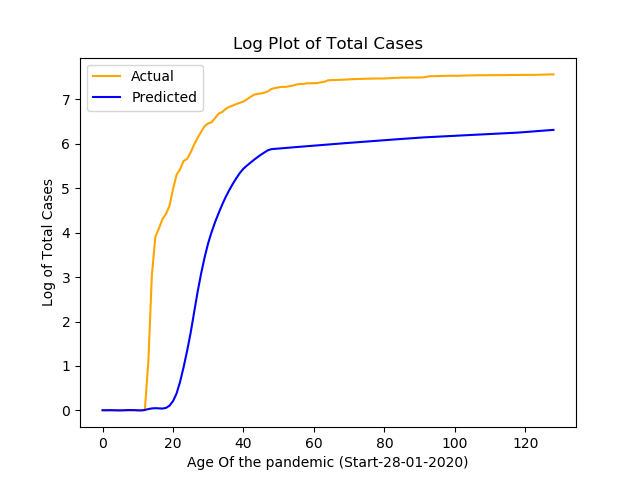 Log Plot of Total Cases
Actual
Predicted
7
6
5
4
3
2
1
0
Log of Total Cases
0 20 40 60 80 100 120
Age Of the pandemic (Start-28-01-2020)